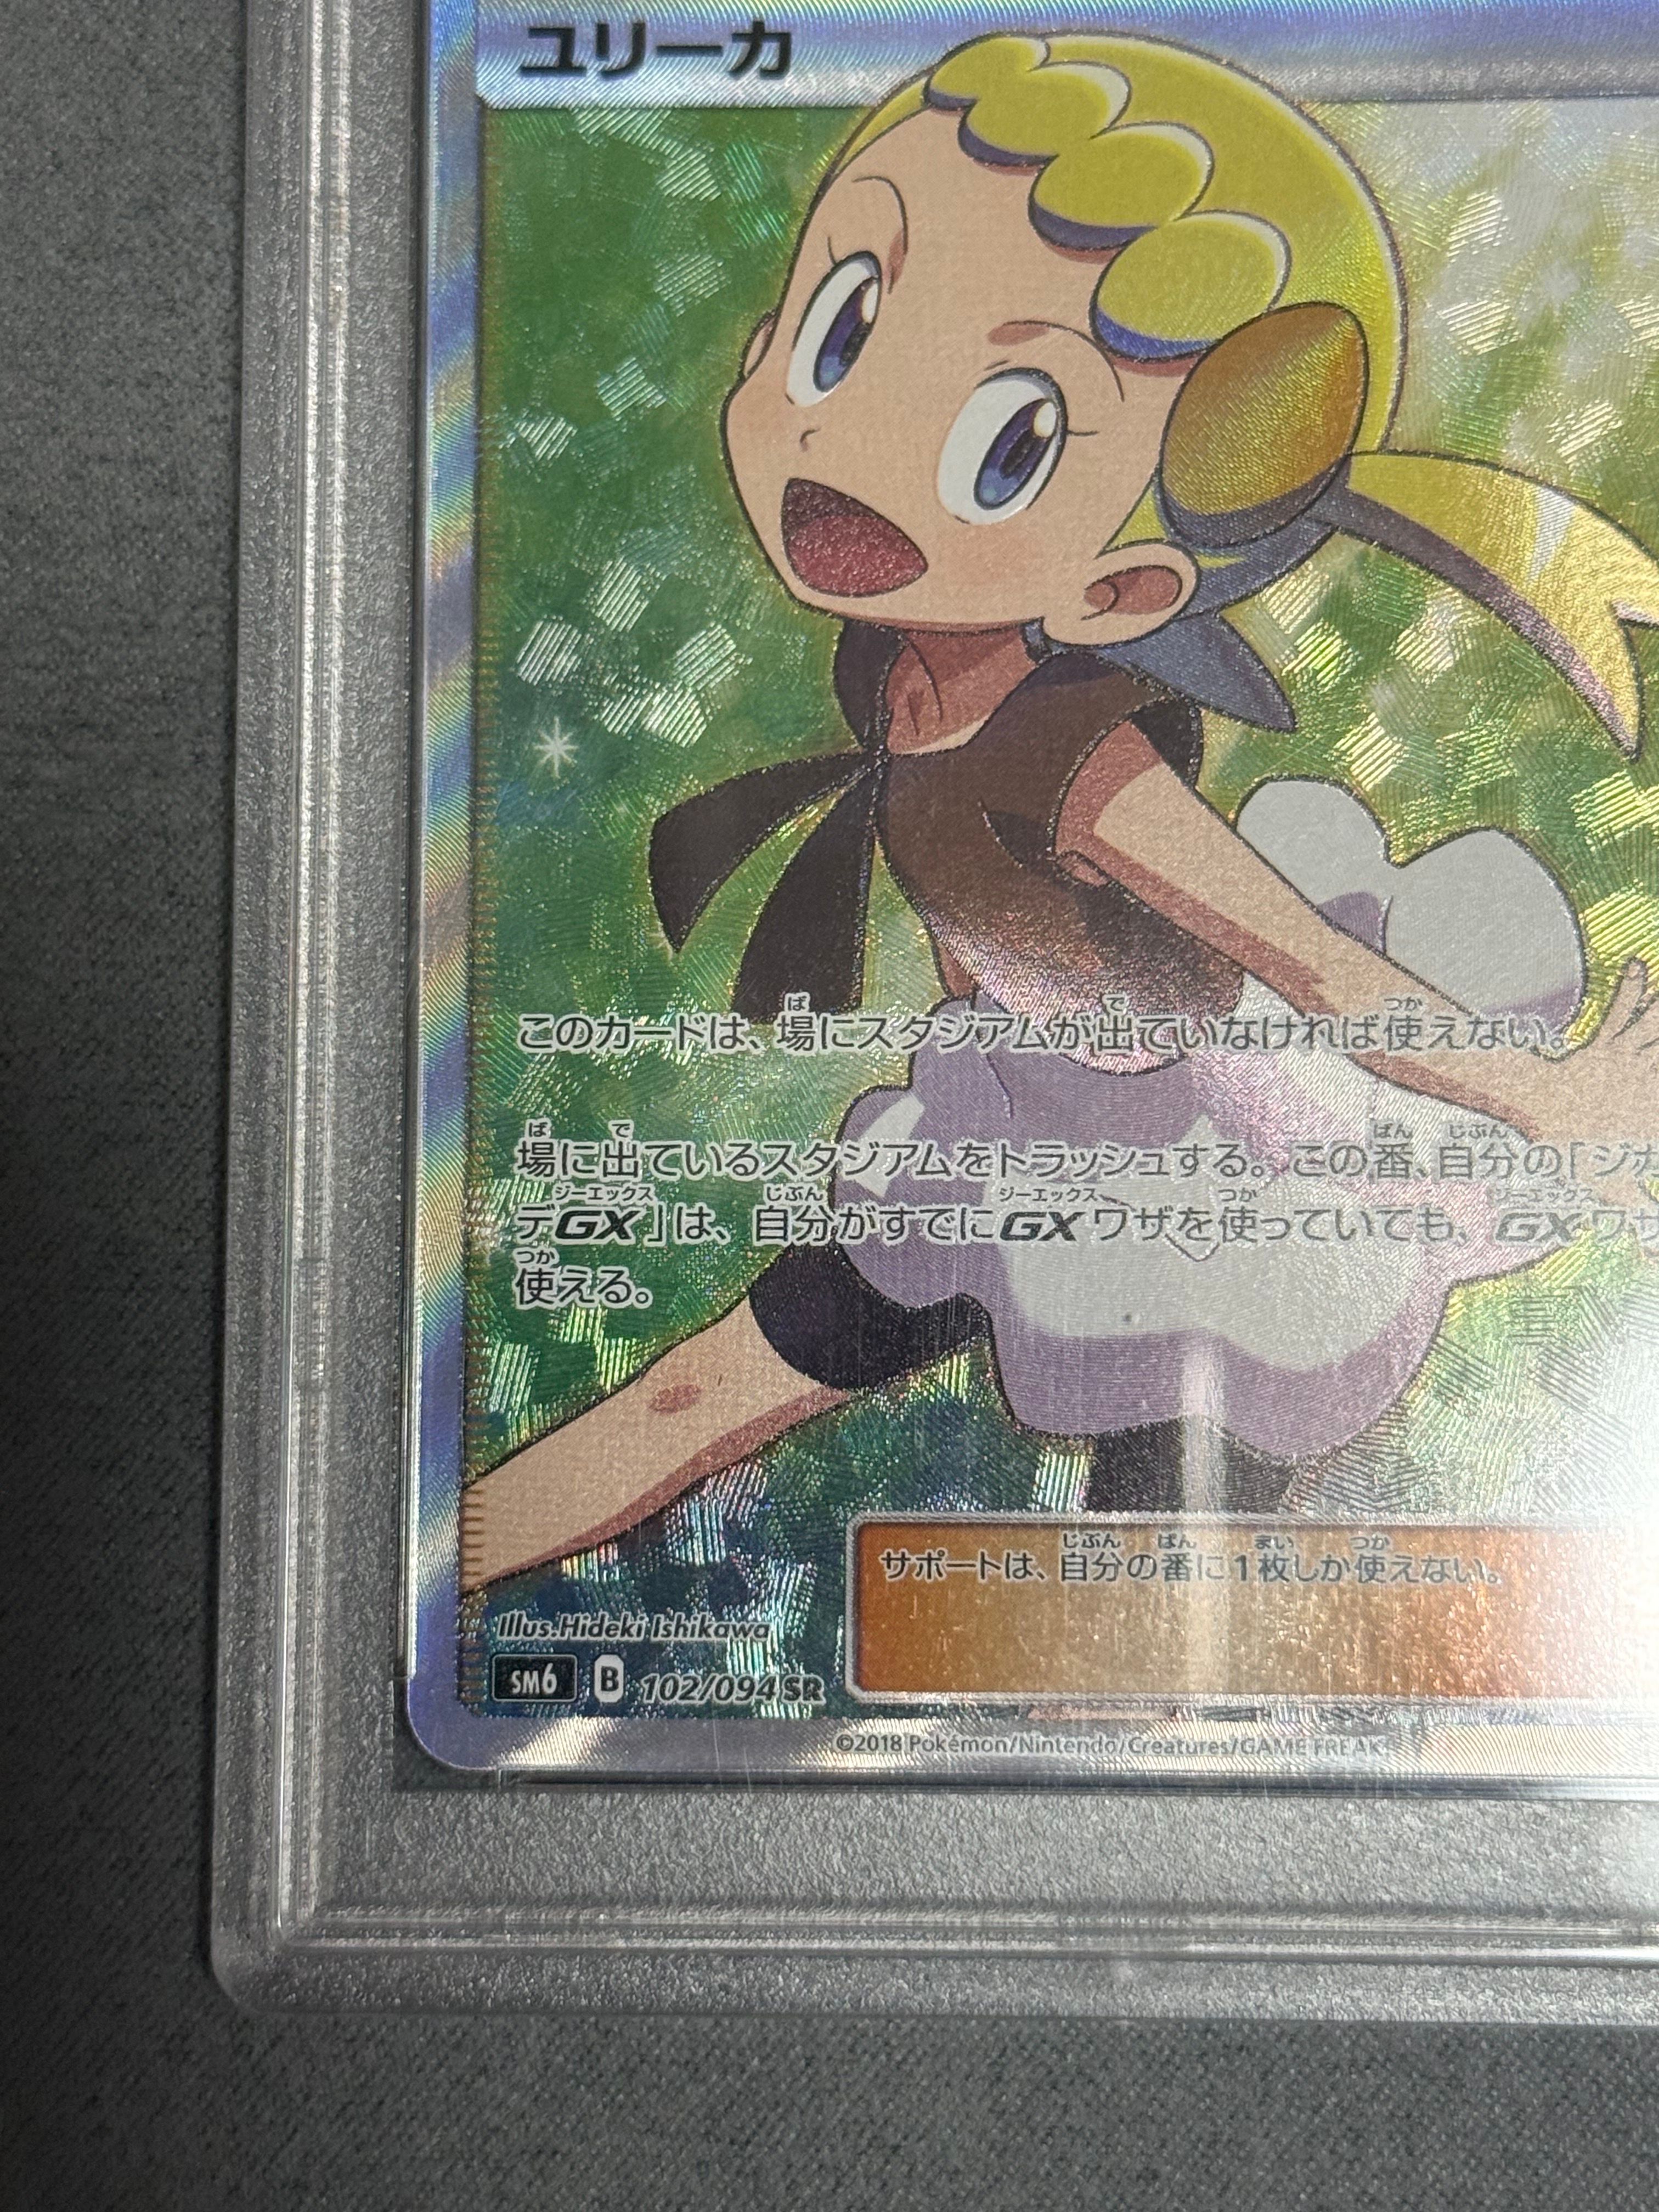 ユリーカ
このカードは、場にスタジアムが出ていなければ使えない。
場に出ているスタジアムをトラッシュする。この番、自分の「ジガ
デGX」は、自分がすでにGXワザを使っていても、GXワザ
使える。
サポートは、自分の番に1枚しか使えない。
Illus.Hideki Ishikawa
SM6 B 102/094 SR
©2018 Pokémon/Nintendo/Creatures/GAME FREAK